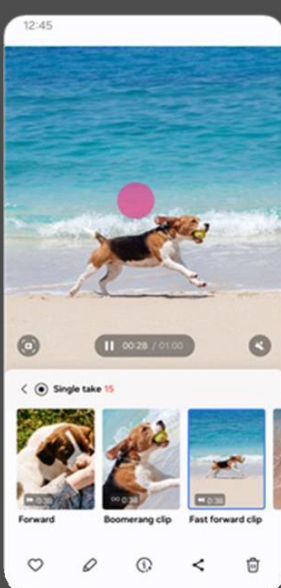 12:45
00:28 / 01:00
Single take 15
0:38
0:38
0:38
Forward
Boomerang clip
Fast forward clip